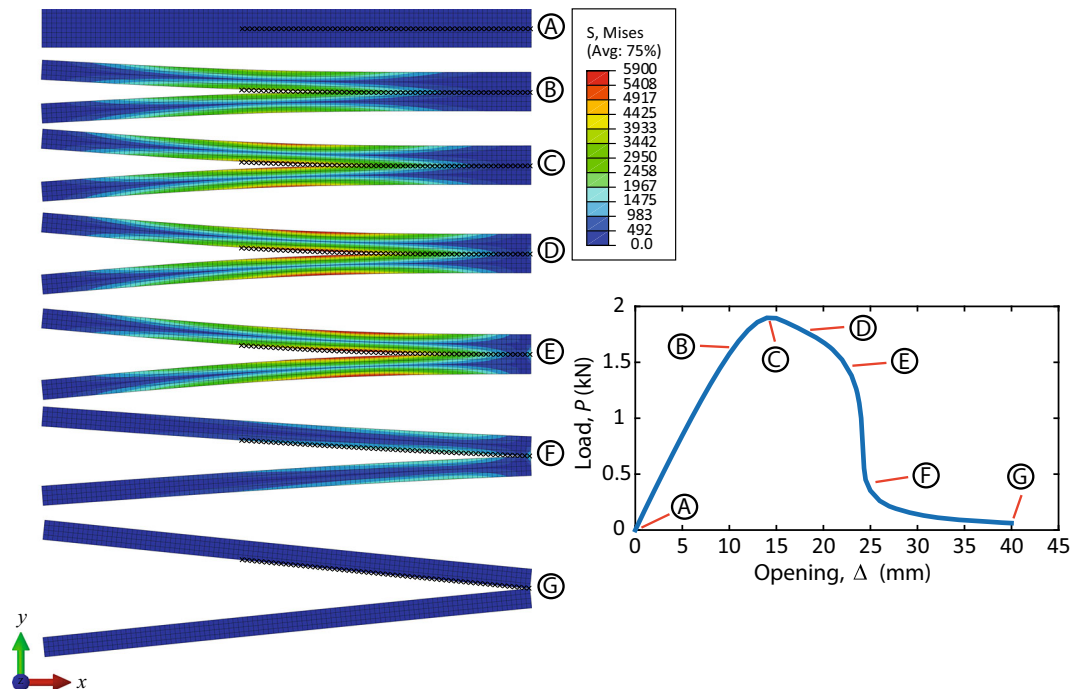 A
B
C
D
E
F
G
S, Mises
(Avg: 75%)
5900
5408
4917
4425
3933
3442
2950
2458
1967
1475
983
492
0.0
y
z
x
Load, P (kN)
2
1.5
1
0.5
0
A
B
C
D
E
F
G
0 5 10 15 20 25 30 35 40 45
Opening, Δ (mm)